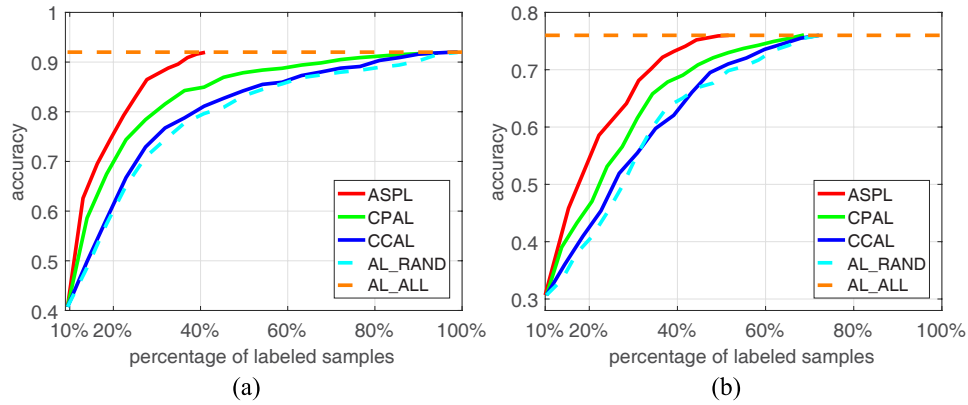 1
0.9
0.8
0.7
0.6
0.5
0.4
accuracy
10% 20% 40% 60% 80% 100%
percentage of labeled samples
ASPL
CPAL
CCAL
AL_RAND
AL_ALL
(a)
0.8
0.7
0.6
0.5
0.4
0.3
accuracy
10% 20% 40% 60% 80% 100%
percentage of labeled samples
ASPL
CPAL
CCAL
AL_RAND
AL_ALL
(b)